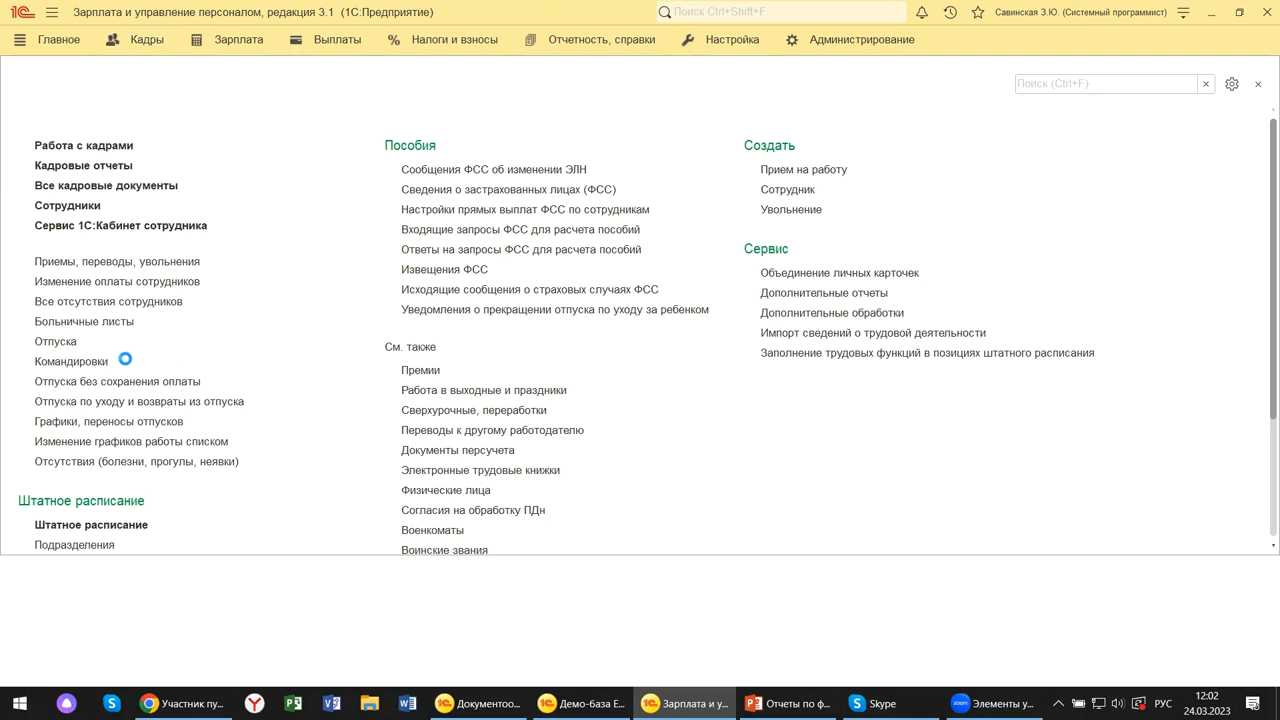 Зарплата и управление персоналом, редакция 3.1 (1С:Предприятие)
Поиск Ctrl+Shift+F
Савинская З.Ю. (Системный программист)
Главное
Кадры
Зарплата
Выплаты
Налоги и взносы
Отчетность, справки
Настройка
Администрирование
Поиск (Ctrl+F)
Работа с кадрами
Кадровые отчеты
Все кадровые документы
Сотрудники
Сервис 1С:Кабинет сотрудника
Приемы, переводы, увольнения
Изменение оплаты сотрудников
Все отсутствия сотрудников
Больничные листы
Отпуска
Командировки
Отпуска без сохранения оплаты
Отпуска по уходу и возвраты из отпуска
Графики, переносы отпусков
Изменение графиков работы списком
Отсутствия (болезни, прогулы, неявки)
Штатное расписание
Штатное расписание
Подразделения
Пособия
Сообщения ФСС об изменении ЭЛН
Сведения о застрахованных лицах (ФСС)
Настройки прямых выплат ФСС по сотрудникам
Входящие запросы ФСС для расчета пособий
Ответы на запросы ФСС для расчета пособий
Извещения ФСС
Исходящие сообщения о страховых случаях ФСС
Уведомления о прекращении отпуска по уходу за ребенком
См. также
Премии
Работа в выходные и праздники
Сверхурочные, переработки
Переводы к другому работодателю
Документы персучета
Электронные трудовые книжки
Физические лица
Согласия на обработку ПДн
Военкоматы
Воинские звания
Создать
Прием на работу
Сотрудник
Увольнение
Сервис
Объединение личных карточек
Дополнительные отчеты
Дополнительные обработки
Импорт сведений о трудовой деятельности
Заполнение трудовых функций в позициях штатного расписания
Участник пу...
Документоо...
Демо-база E...
Зарплата и у...
Отчеты по ф...
Skype
zoom
Элементы у...
РУС
12:02
24.03.2023